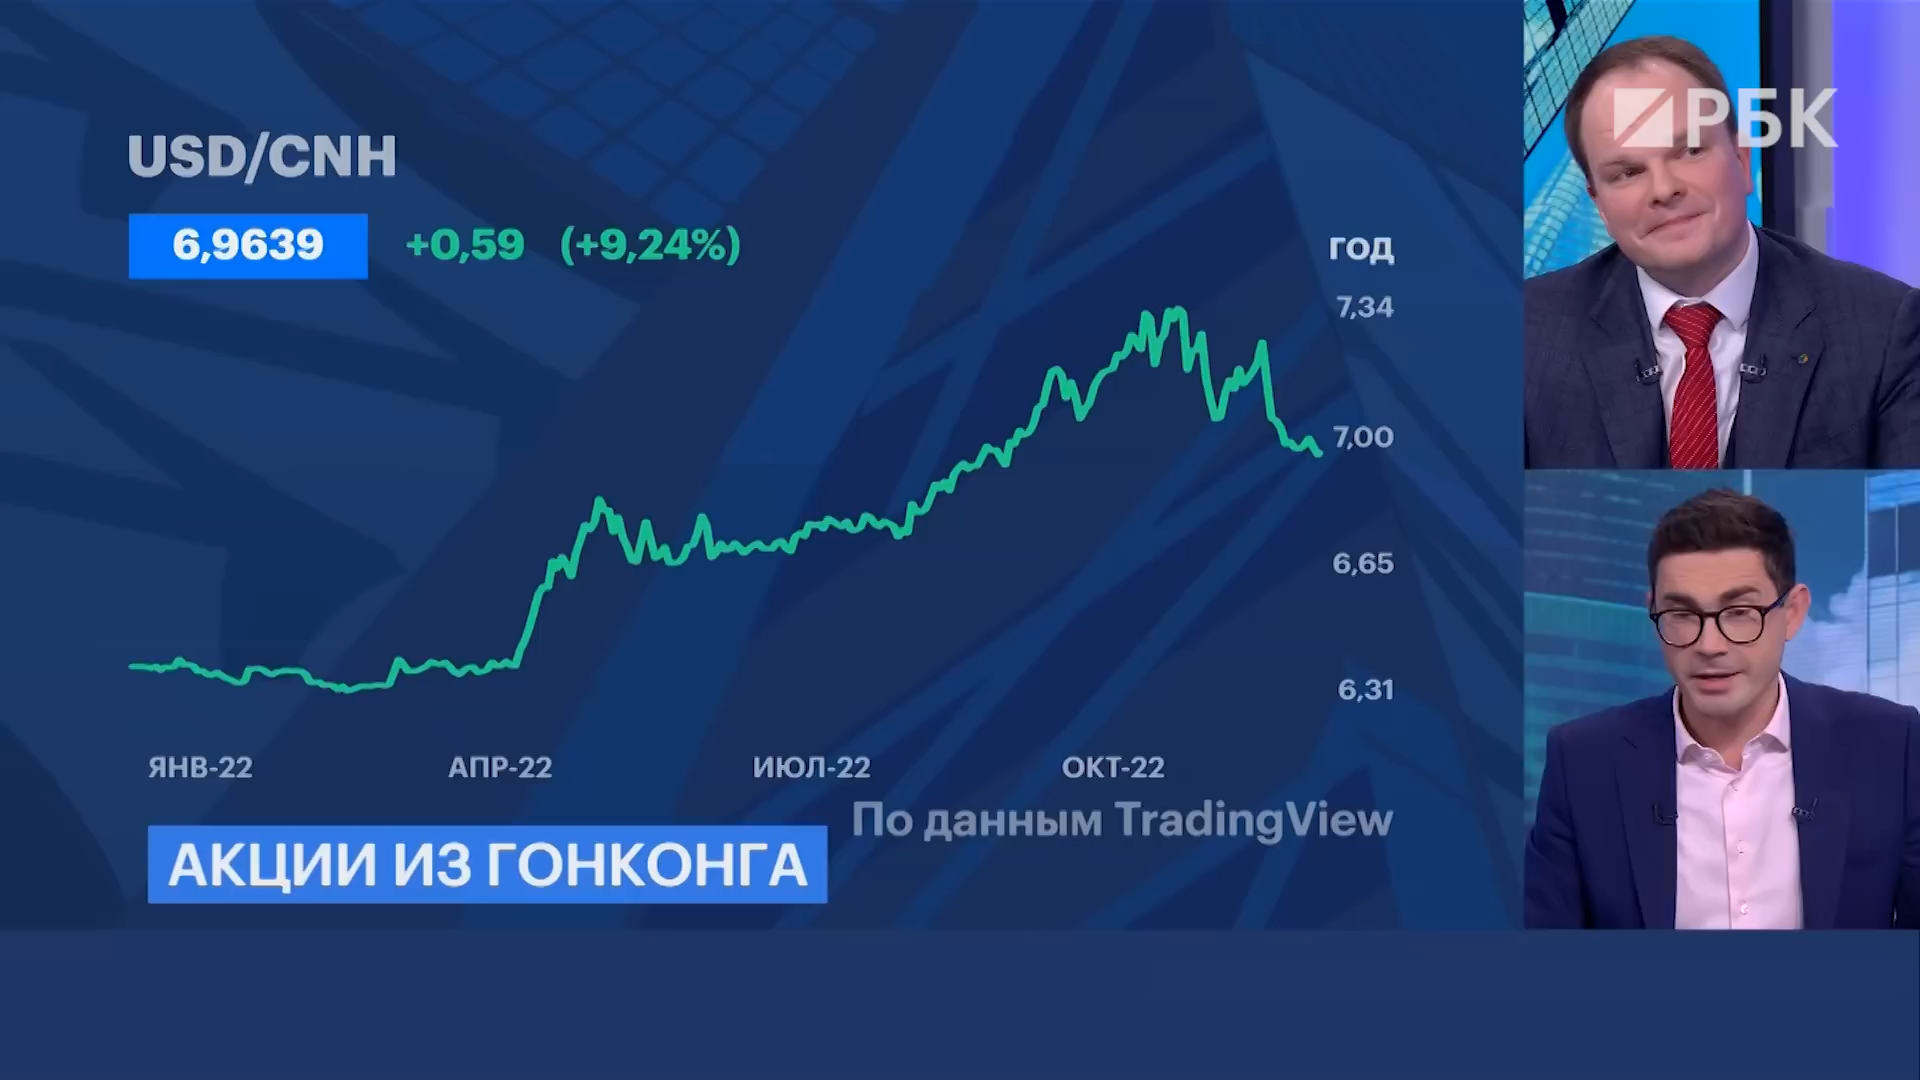 РБК
USD/CNH
6,9639 +0,59 (+9,24%)
ГОД
7,34
7,00
6,65
6,31
ЯНВ-22 АПР-22 ИЮЛ-22 ОКТ-22
По данным TradingView
АКЦИИ ИЗ ГОНКОНГА